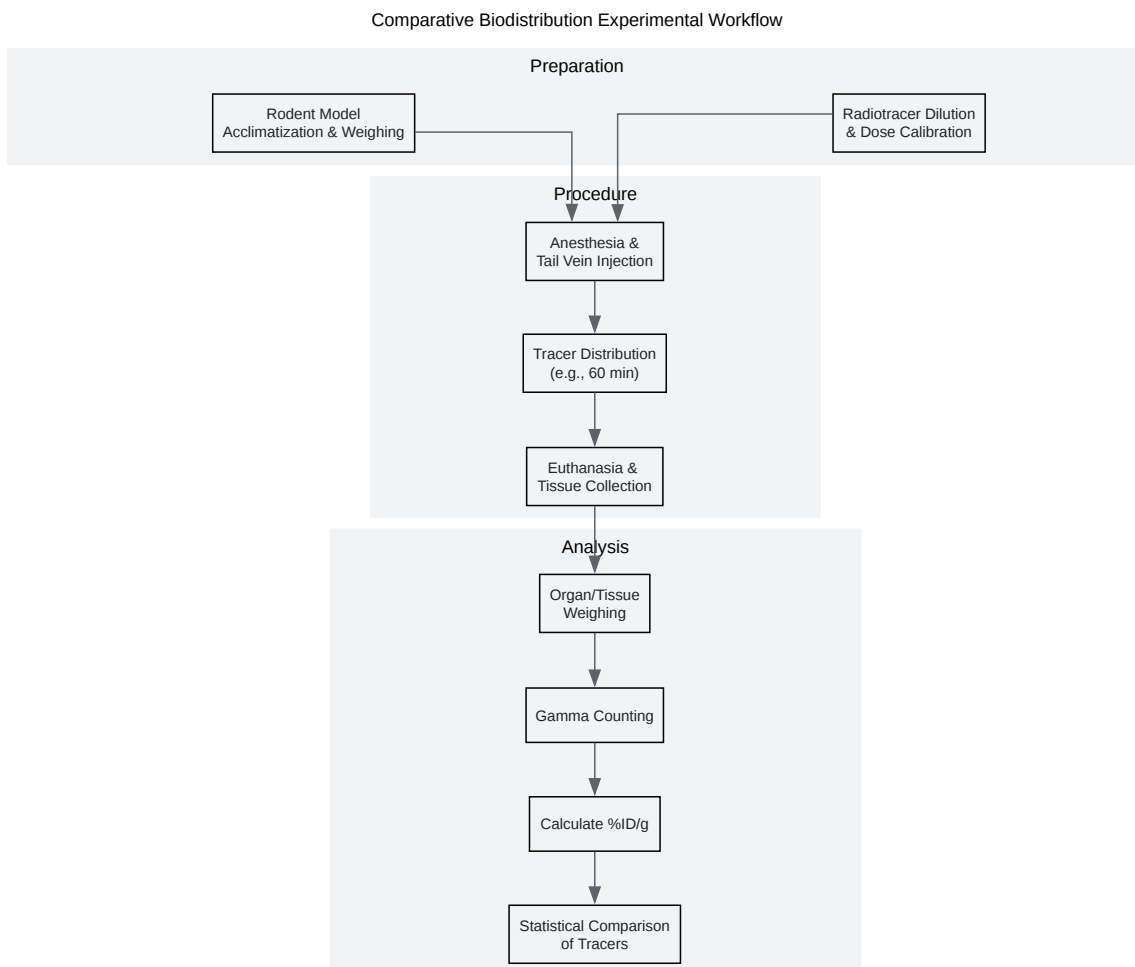 Comparative Biodistribution Experimental Workflow
Preparation
Rodent Model
Acclimatization & Weighing
Radiotracer Dilution
& Dose Calibration
Procedure
Anesthesia &
Tail Vein Injection
Tracer Distribution
(e.g., 60 min)
Euthanasia &
Tissue Collection
Analysis
Organ/Tissue
Weighing
Gamma Counting
Calculate %ID/g
Statistical Comparison
of Tracers